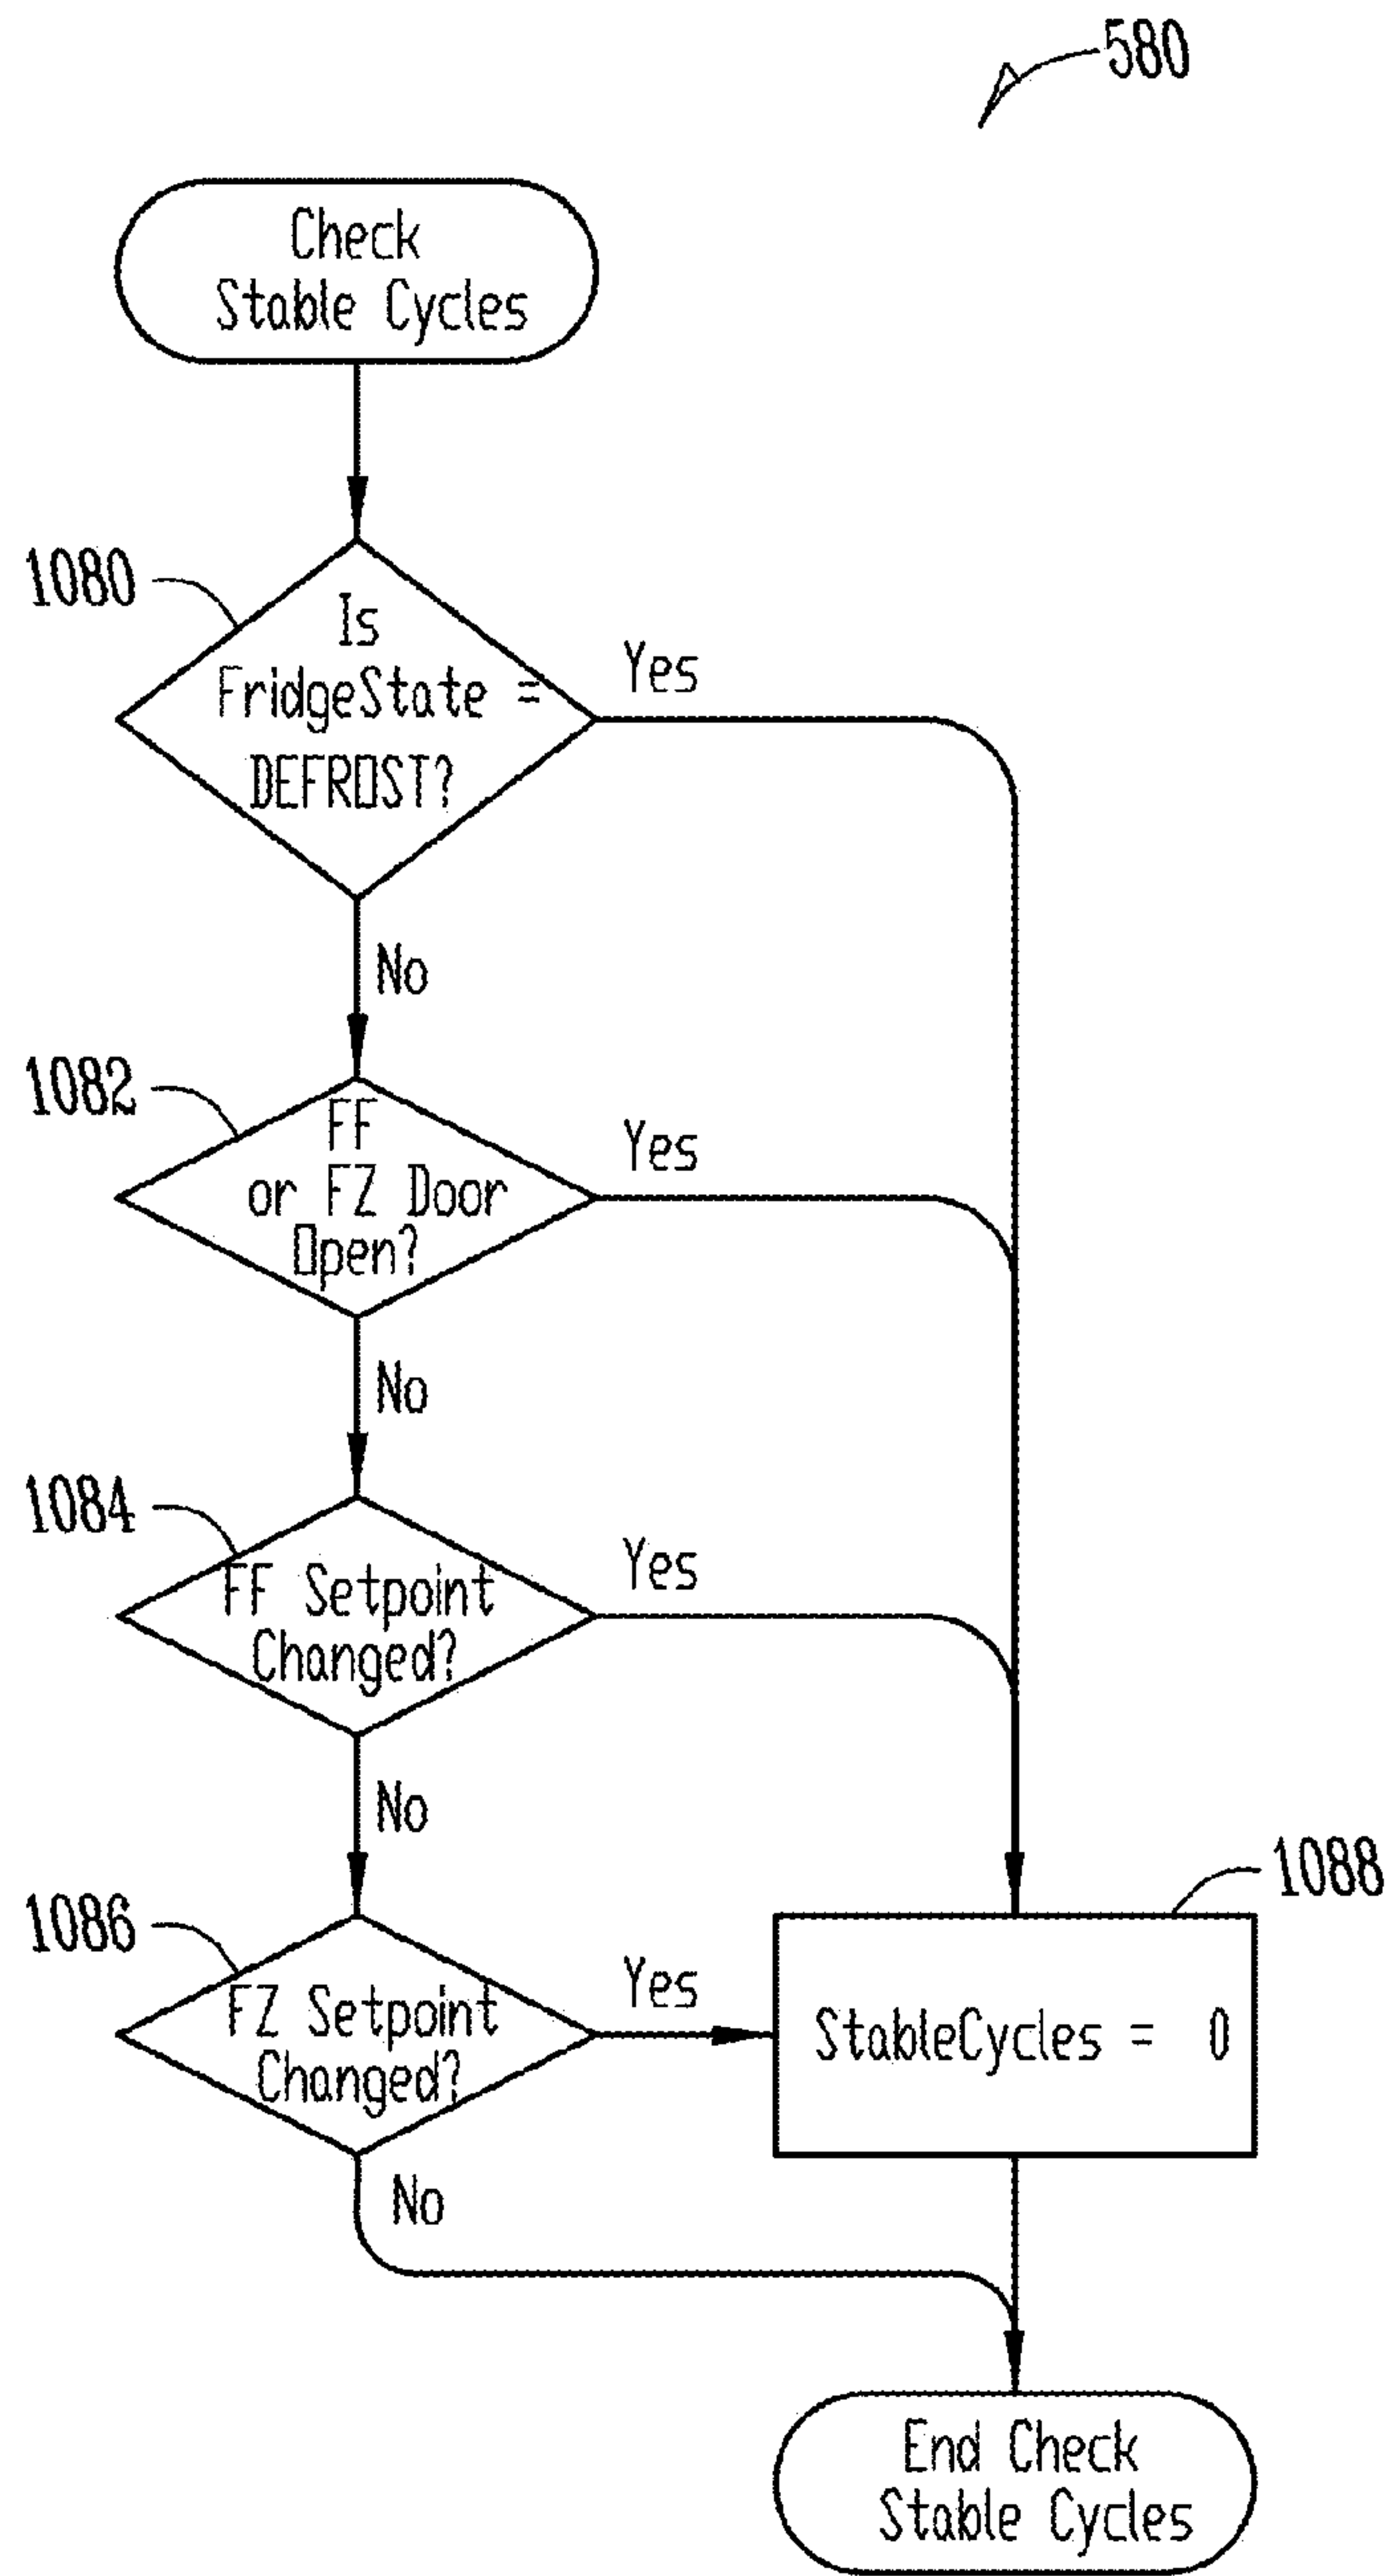 580
Check
Stable Cycles
1080
Is
FridgeState =
DEFROST?
Yes
No
1082
FF
or FZ Door
Open?
Yes
No
1084
FF Setpoint
Changed?
Yes
No
1086
FZ Setpoint
Changed?
Yes
No
1088
StableCycles = 0
End Check
Stable Cycles